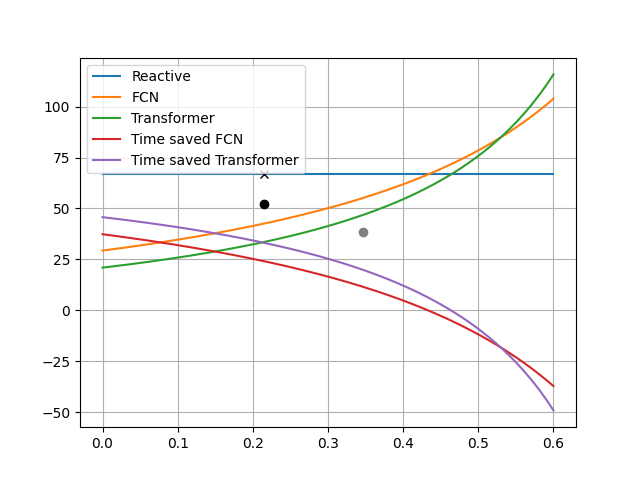 Reactive
FCN
Transformer
Time saved FCN
Time saved Transformer
100
75
50
25
0
−25
−50
0.0 0.1 0.2 0.3 0.4 0.5 0.6